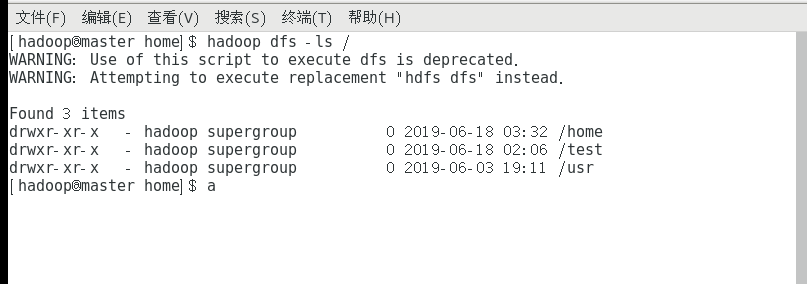 文件(F) 编辑(E) 查看(V) 搜索(S) 终端(T) 帮助(H)
[hadoop@master home]$ hadoop dfs -ls /
WARNING: Use of this script to execute dfs is deprecated.
WARNING: Attempting to execute replacement "hdfs dfs" instead.
Found 3 items
drwxr-xr-x   - hadoop supergroup          0 2019-06-18 03:32 /home
drwxr-xr-x   - hadoop supergroup          0 2019-06-18 02:06 /test
drwxr-xr-x   - hadoop supergroup          0 2019-06-03 19:11 /usr
[hadoop@master home]$ a